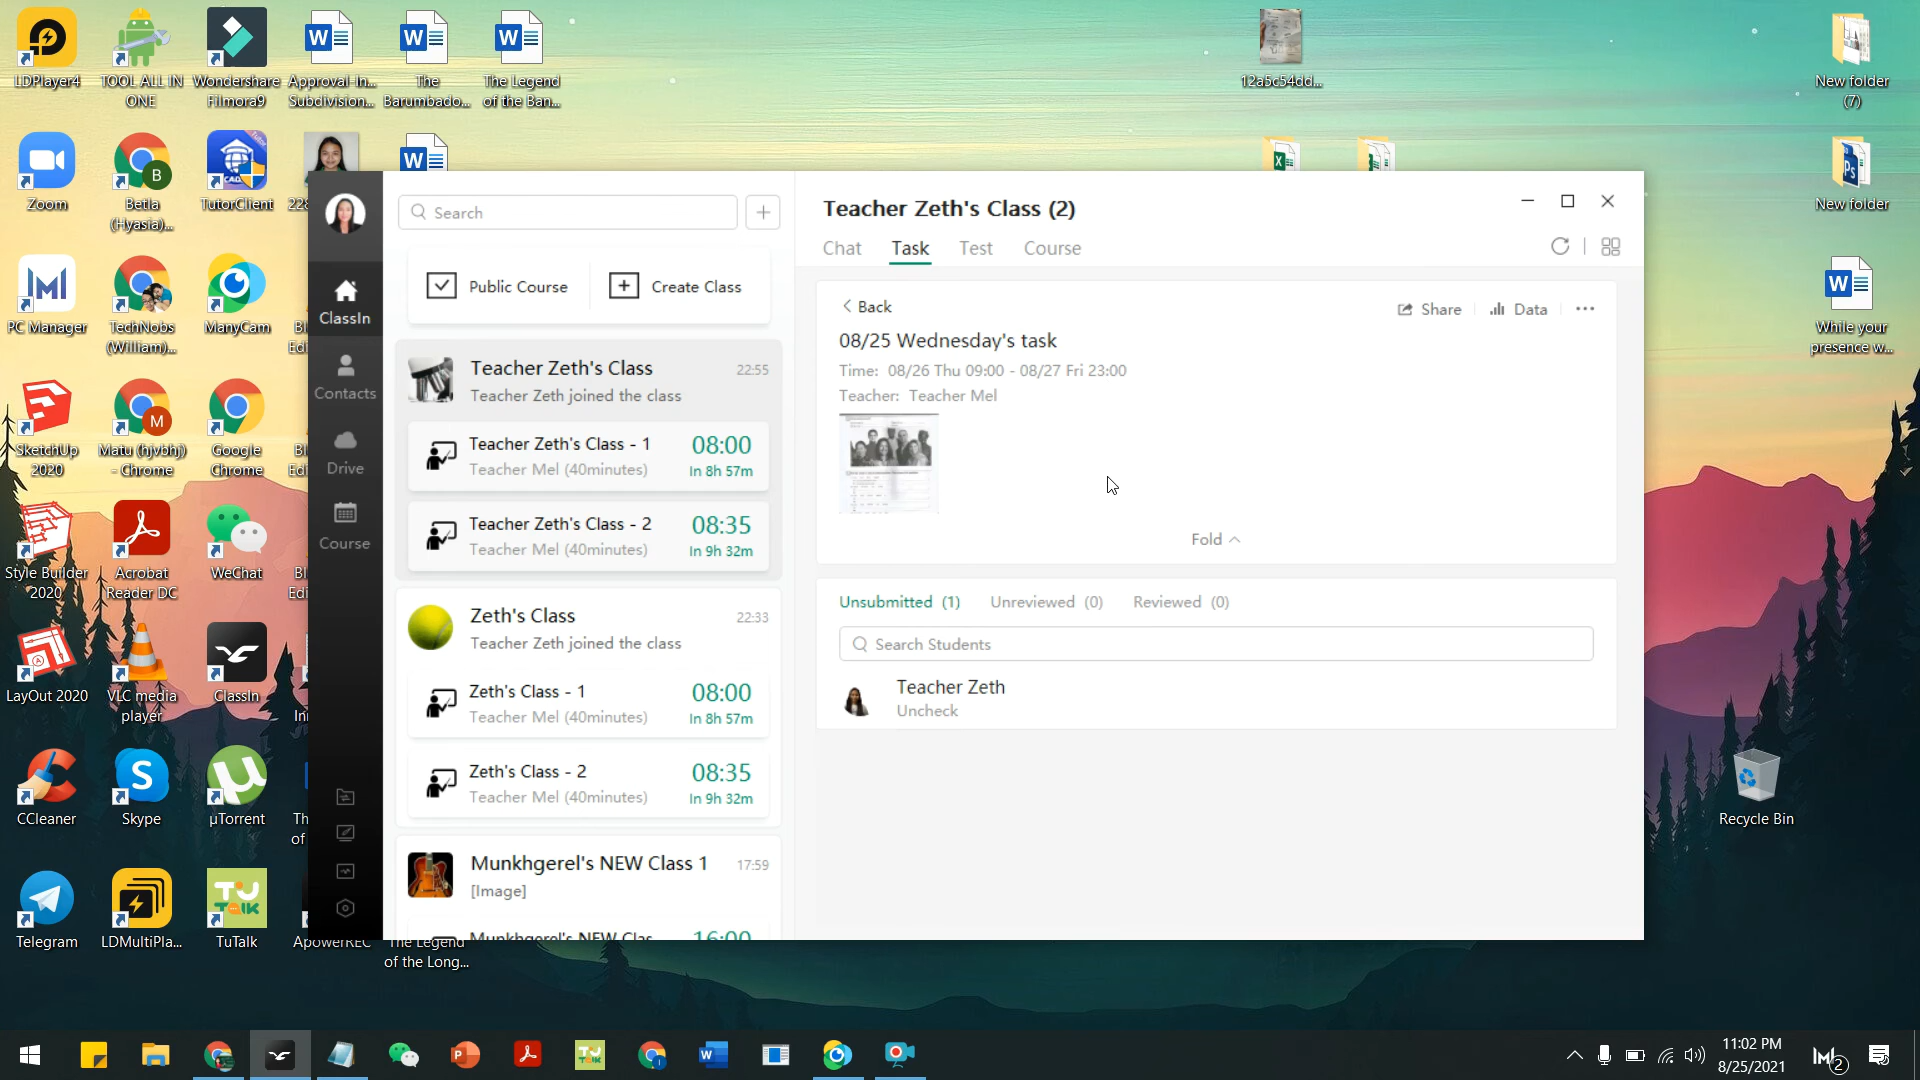 LDPlayer4
TOOL ALL IN
ONE
Wondershare
Filmora9
Approval-In...
Subdivision...
The
Barumbado...
The Legend
of the Ban...
12a5c54dd...
New folder
(7)
Zoom
Betla
(Hyasia)...
TutorClient
New folder
PC Manager
TechNobs
(William)...
ManyCam
While your
presence w...
SketchUp
2020
Matu (hjvbhj)
- Chrome
Google
Chrome
Style Builder
2020
Acrobat
Reader DC
WeChat
LayOut 2020
VLC media
player
ClassIn
CCleaner
Skype
µTorrent
Recycle Bin
Telegram
LDMultiPla...
TuTalk
ApowerREC
The Legend
of the Long...
ClassIn
Contacts
Drive
Course
Search
Public Course
Create Class
Teacher Zeth's Class
22:55
Teacher Zeth joined the class
Teacher Zeth's Class - 1
08:00
Teacher Mel (40minutes)
In 8h 57m
Teacher Zeth's Class - 2
08:35
Teacher Mel (40minutes)
In 9h 32m
Zeth's Class
22:33
Teacher Zeth joined the class
Zeth's Class - 1
08:00
Teacher Mel (40minutes)
In 8h 57m
Zeth's Class - 2
08:35
Teacher Mel (40minutes)
In 9h 32m
Munkhgerel's NEW Class 1
17:59
[Image]
Munkhgerel's NEW Clas
16:00
Teacher Zeth's Class (2)
Chat Task Test Course
Back
Share
Data
08/25 Wednesday's task
Time: 08/26 Thu 09:00 - 08/27 Fri 23:00
Teacher: Teacher Mel
Fold
Unsubmitted (1) Unreviewed (0) Reviewed (0)
Search Students
Teacher Zeth
Uncheck
11:02 PM
8/25/2021
2